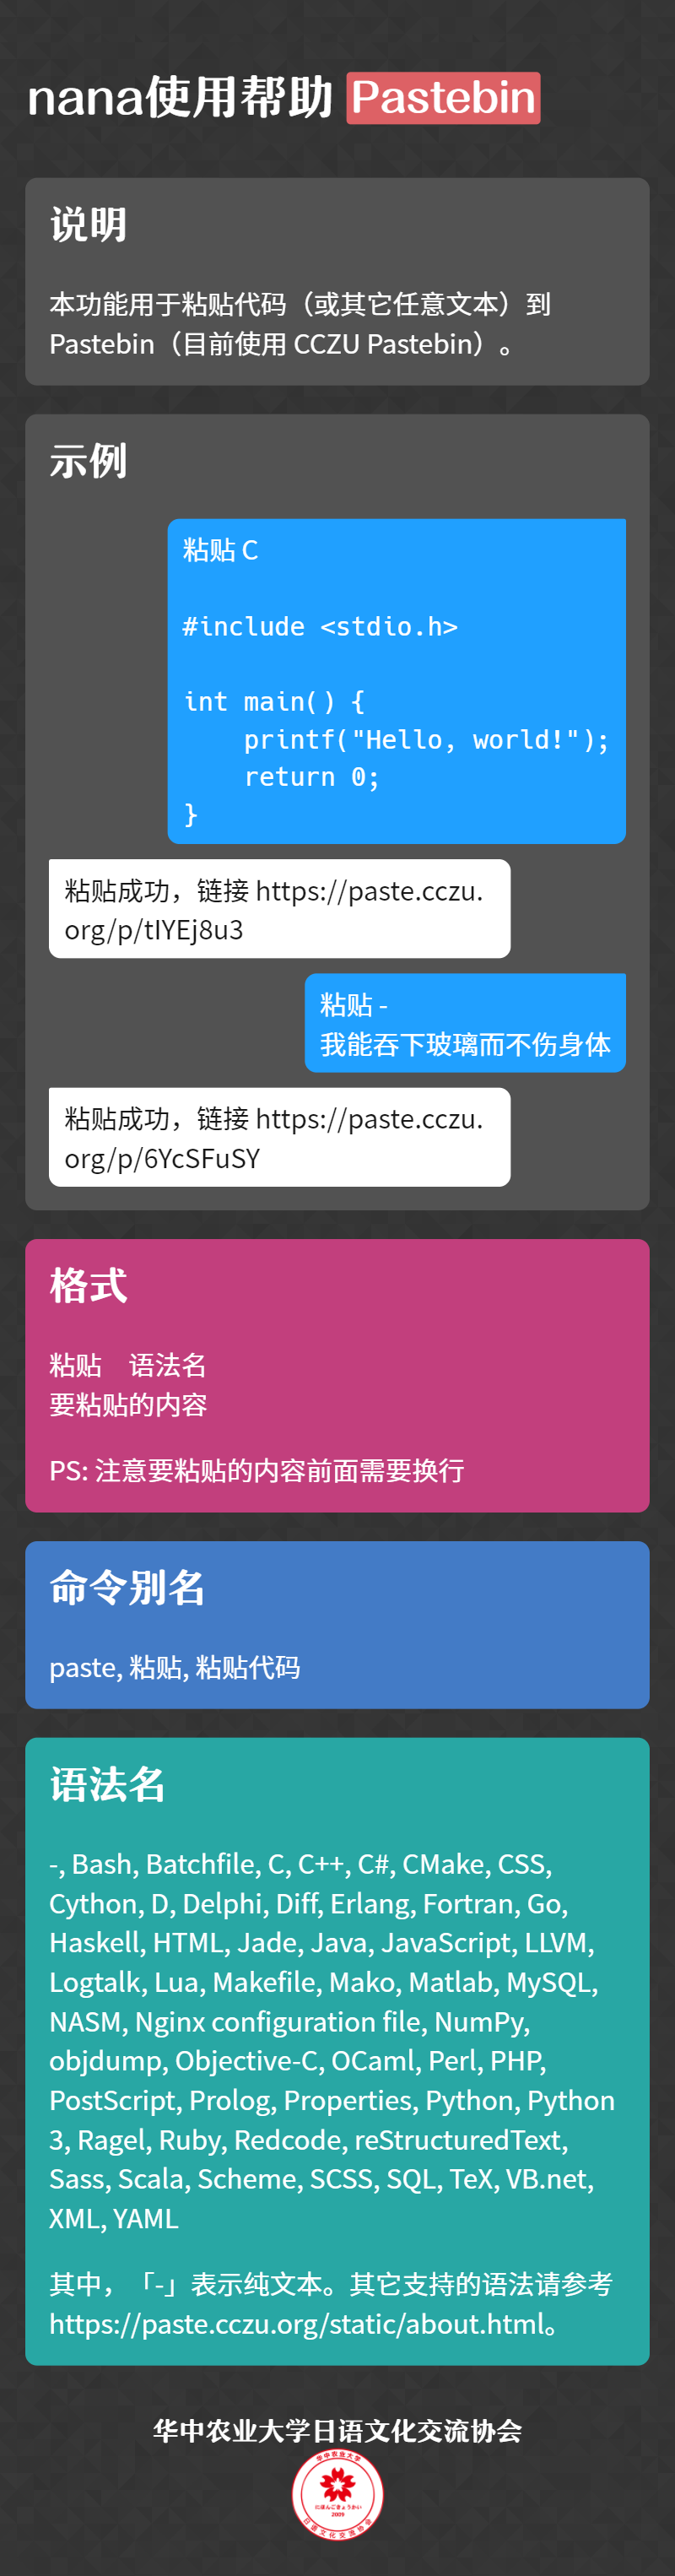 nana使用帮助 Pastebin
说明
本功能用于粘贴代码（或其它任意文本）到
Pastebin（目前使用 CCZU Pastebin）。
示例
粘贴 C
#include <stdio.h>
int main() {
    printf("Hello, world!");
    return 0;
}
粘贴成功，链接 https://paste.cczu.
org/p/tIYEj8u3
粘贴 -
我能吞下玻璃而不伤身体
粘贴成功，链接 https://paste.cczu.
org/p/6YcSFuSY
格式
粘贴　语法名
要粘贴的内容
PS: 注意要粘贴的内容前面需要换行
命令别名
paste, 粘贴, 粘贴代码
语法名
-, Bash, Batchfile, C, C++, C#, CMake, CSS,
Cython, D, Delphi, Diff, Erlang, Fortran, Go,
Haskell, HTML, Jade, Java, JavaScript, LLVM,
Logtalk, Lua, Makefile, Mako, Matlab, MySQL,
NASM, Nginx configuration file, NumPy,
objdump, Objective-C, OCaml, Perl, PHP,
PostScript, Prolog, Properties, Python, Python
3, Ragel, Ruby, Redcode, reStructuredText,
Sass, Scala, Scheme, SCSS, SQL, TeX, VB.net,
XML, YAML
其中，「-」表示纯文本。其它支持的语法请参考
https://paste.cczu.org/static/about.html。
华中农业大学日语文化交流协会
华中农业大学
にほんごきょうかい
2009
日语文化交流协会